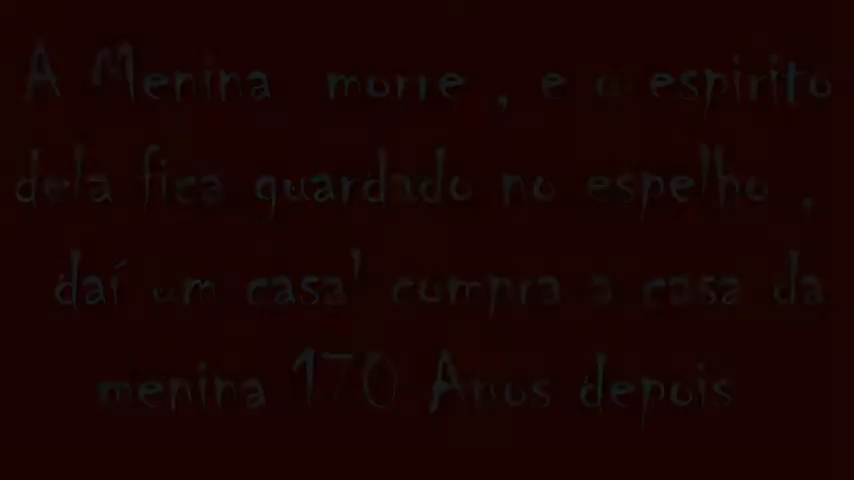 A Menina morre , e o espirito
dela fica guardado no espelho ,
daí um casal compra a casa da
menina 170 Anos depois